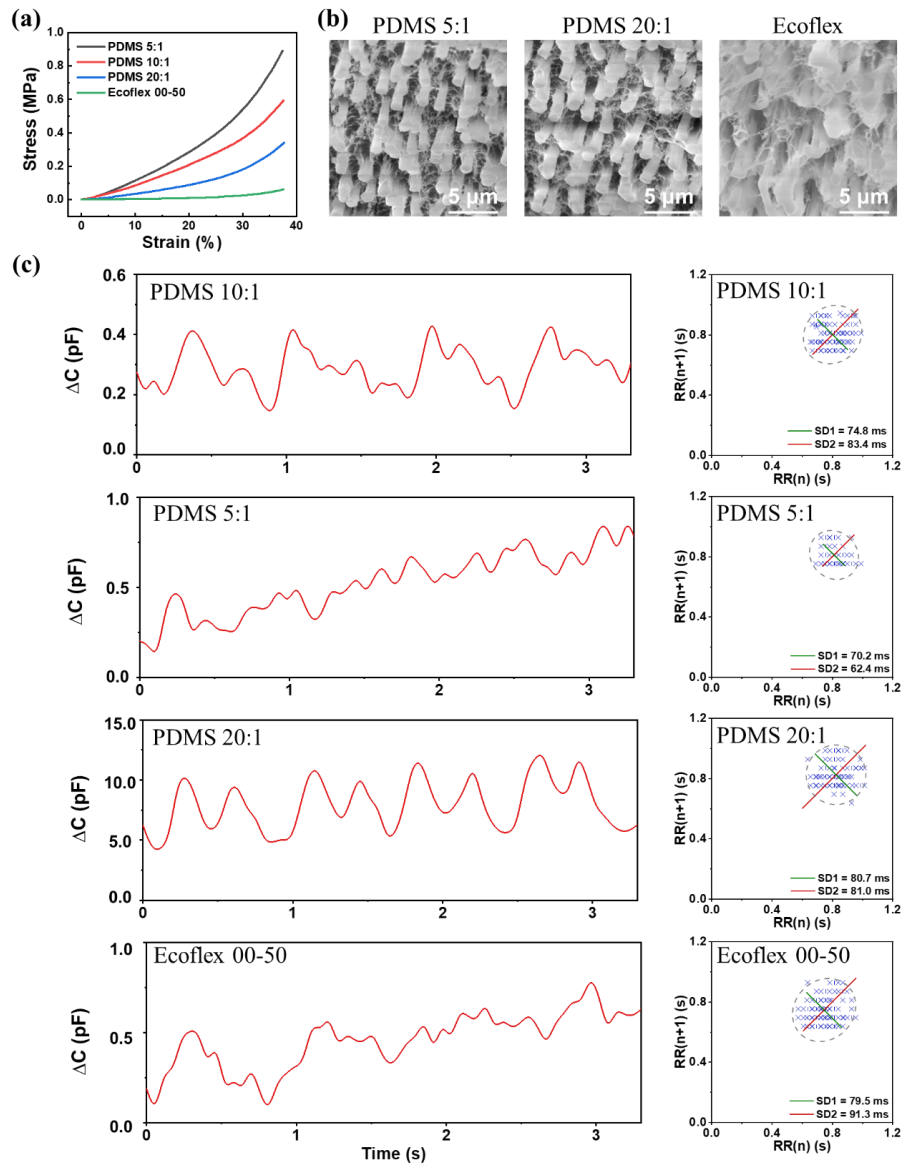 (a)
1.0
0.8
0.6
0.4
0.2
0.0
Stress (MPa)
PDMS 5:1
PDMS 10:1
PDMS 20:1
Ecoflex 00-50
0 10 20 30 40
Strain (%)
(b)
PDMS 5:1 PDMS 20:1 Ecoflex
5 µm 5 µm 5 µm
(c)
PDMS 10:1
0.6
0.4
0.2
0.0
ΔC (pF)
0 1 2 3
PDMS 10:1
1.2
0.8
0.4
0.0
RR(n+1) (s)
SD1 = 74.8 ms
SD2 = 83.4 ms
0.0 0.4 0.8 1.2
RR(n) (s)
PDMS 5:1
1.0
0.5
0.0
ΔC (pF)
0 1 2 3
PDMS 5:1
1.2
0.8
0.4
0.0
RR(n+1) (s)
SD1 = 70.2 ms
SD2 = 62.4 ms
0.0 0.4 0.8 1.2
RR(n) (s)
PDMS 20:1
15.0
10.0
5.0
0.0
ΔC (pF)
0 1 2 3
PDMS 20:1
1.2
0.8
0.4
0.0
RR(n+1) (s)
SD1 = 80.7 ms
SD2 = 81.0 ms
0.0 0.4 0.8 1.2
RR(n) (s)
Ecoflex 00-50
1.0
0.5
0.0
ΔC (pF)
0 1 2 3
Time (s)
Ecoflex 00-50
1.2
0.8
0.4
0.0
RR(n+1) (s)
SD1 = 79.5 ms
SD2 = 91.3 ms
0.0 0.4 0.8 1.2
RR(n) (s)